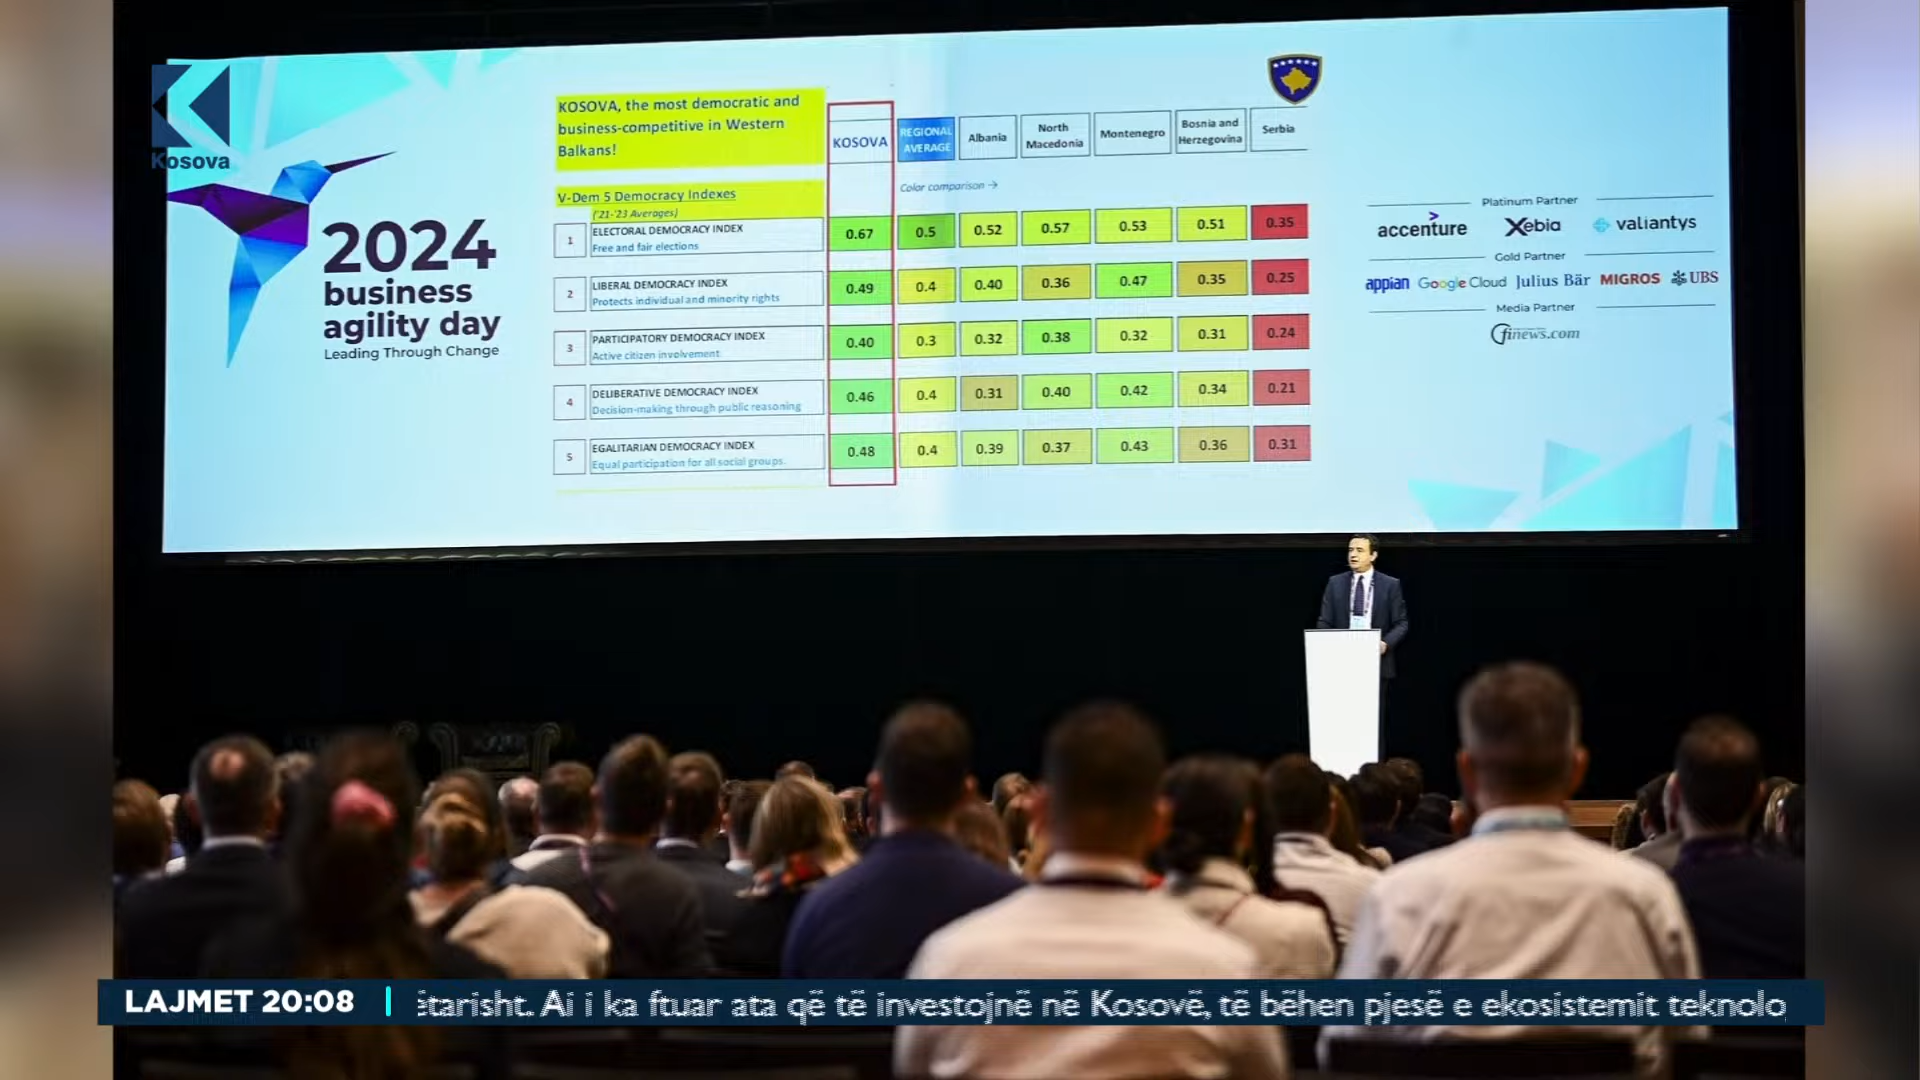 Kosova
2024
business
agility day
Leading Through Change
KOSOVA, the most democratic and
business-competitive in Western
Balkans!
V-Dem 5 Democracy Indexes
('21-'23 Averages)
KOSOVA
REGIONAL
AVERAGE
Albania
North
Macedonia
Montenegro
Bosnia and
Herzegovina
Serbia
Color comparison →
1 ELECTORAL DEMOCRACY INDEX 0.67 0.5 0.52 0.57 0.53 0.51 0.35
Free and fair elections
2 LIBERAL DEMOCRACY INDEX 0.49 0.4 0.40 0.36 0.47 0.35 0.25
Protects individual and minority rights
3 PARTICIPATORY DEMOCRACY INDEX 0.40 0.3 0.32 0.38 0.32 0.31 0.24
Active citizen involvement
4 DELIBERATIVE DEMOCRACY INDEX 0.46 0.4 0.31 0.40 0.42 0.34 0.21
Decision-making through public reasoning
5 EGALITARIAN DEMOCRACY INDEX 0.48 0.4 0.39 0.37 0.43 0.36 0.31
Equal participation for all social groups.
Platinum Partner
accenture Xebia valiantys
Gold Partner
appian Google Cloud Julius Bär MIGROS UBS
Media Partner
finews.com
LAJMET 20:08 ëtarisht. Ai i ka ftuar ata që të investojnë në Kosovë, të bëhen pjesë e ekosistemit teknolo